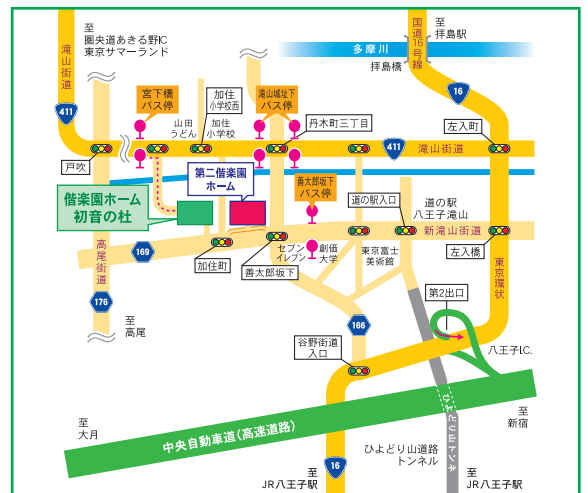 至
圏央道あきる野IC
東京サマーランド
国道16号線
至
拝島駅
滝山街道
多摩川
拝島橋
16
宮下橋
バス停
加住
小学校西
滝山城址下
バス停
411
山田
うどん
加住
小学校
丹木町三丁目
左入町
戸吹
411
滝山街道
第二偕楽園
ホーム
善太郎坂下
バス停
偕楽園ホーム
初音の杜
道の駅入口
道の駅
八王子滝山
新滝山街道
高尾街道
169
加住町
善太郎坂下
セブン
イレブン
創価
大学
東京富士
美術館
左入橋
東京環状
176
至
高尾
166
第2出口
谷野街道
入口
八王子I.C.
至
大月
中央自動車道(高速道路)
ひよどり山トンネル
至
新宿
ひよどり山道路
トンネル
16
至
JR八王子駅
至
JR八王子駅